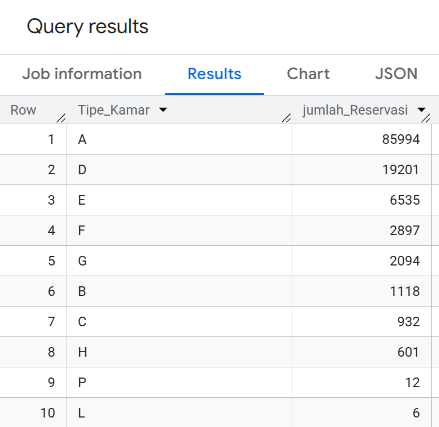 Query results
Job information Results Chart JSON
Row Tipe_Kamar jumlah_Reservasi
1 A 85994
2 D 19201
3 E 6535
4 F 2897
5 G 2094
6 B 1118
7 C 932
8 H 601
9 P 12
10 L 6